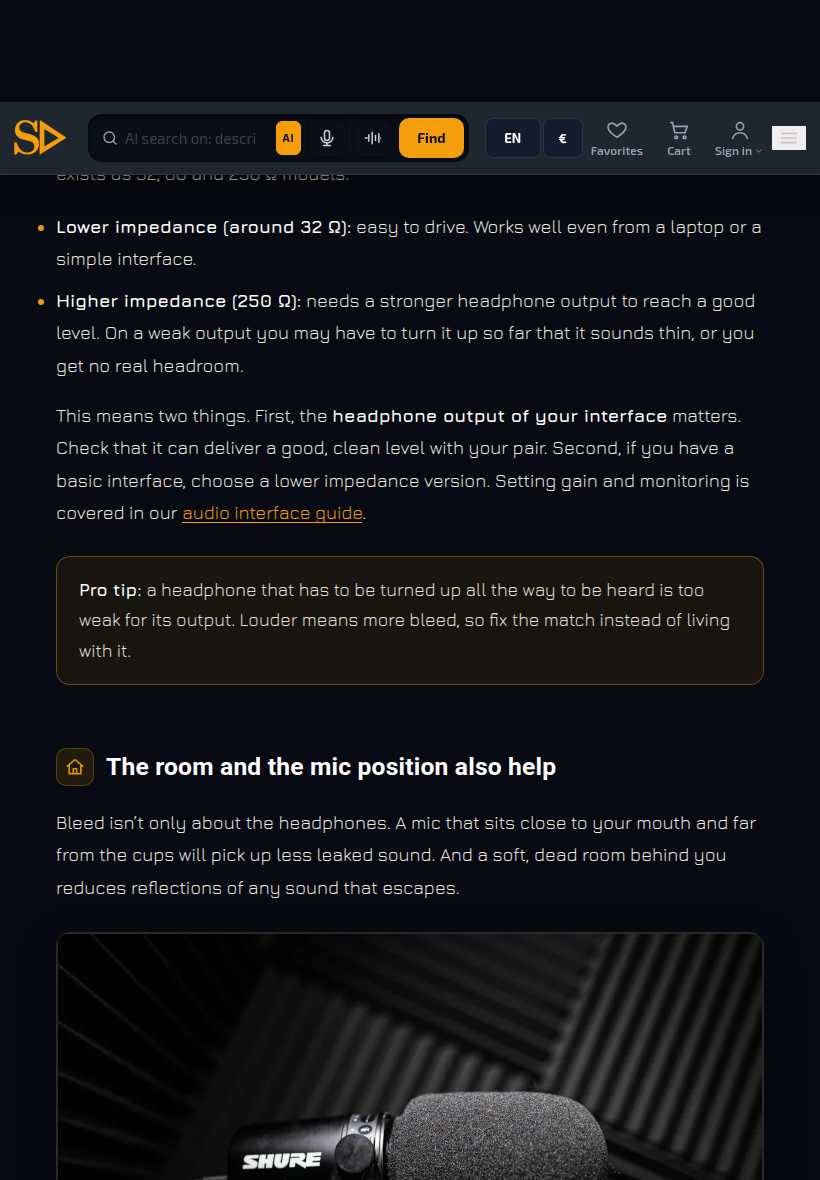 SD
AI search on: descri
AI
Find
EN
€
Favorites
Cart
Sign in
exists as 32, 80 and 250 Ω models.
Lower impedance (around 32 Ω): easy to drive. Works well even from a laptop or a
simple interface.
Higher impedance (250 Ω): needs a stronger headphone output to reach a good
level. On a weak output you may have to turn it up so far that it sounds thin, or you
get no real headroom.
This means two things. First, the headphone output of your interface matters.
Check that it can deliver a good, clean level with your pair. Second, if you have a
basic interface, choose a lower impedance version. Setting gain and monitoring is
covered in our audio interface guide.
Pro tip: a headphone that has to be turned up all the way to be heard is too
weak for its output. Louder means more bleed, so fix the match instead of living
with it.
The room and the mic position also help
Bleed isn't only about the headphones. A mic that sits close to your mouth and far
from the cups will pick up less leaked sound. And a soft, dead room behind you
reduces reflections of any sound that escapes.
SHURE